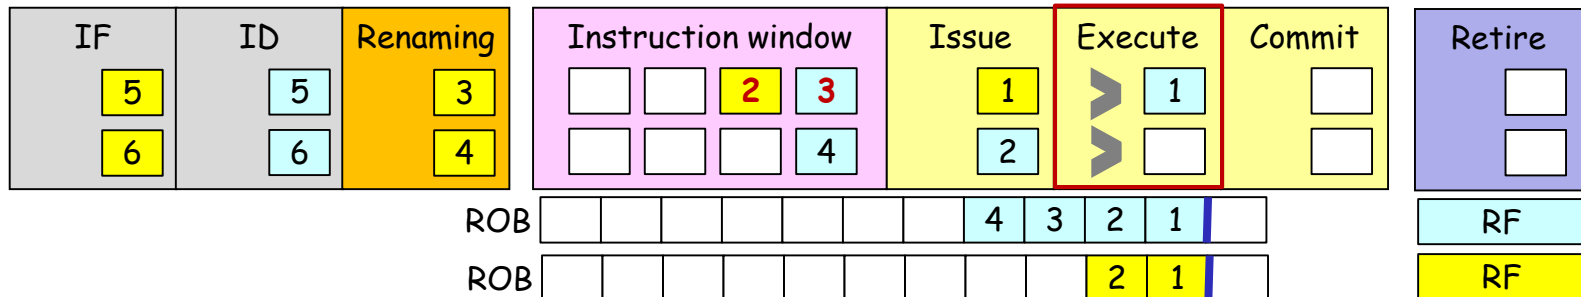 IF ID Renaming Instruction window Issue Execute Commit Retire
5 5 3 2 3 1 > 1
6 6 4 4 2 >
ROB 4 3 2 1 RF
ROB 2 1 RF